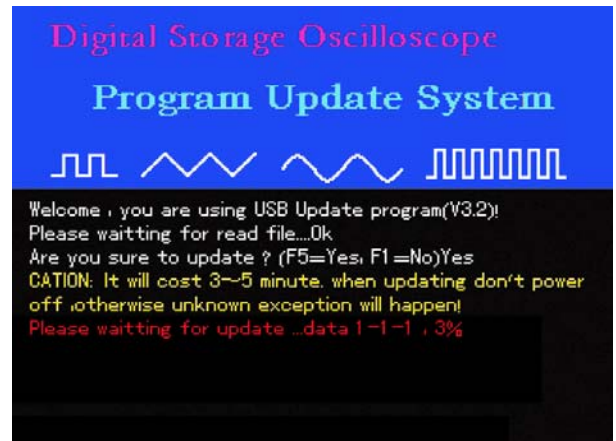 Digital Storage Oscilloscope
Program Update System
Welcome , you are using USB Update program(V3.2)!
Please waitting for read file....Ok
Are you sure to update ? (F5=Yes, F1=No)Yes
CATION: It will cost 3~5 minute. when updating don't power
off ,otherwise unknown exception will happen!
Please waitting for update ...data 1-1-1 , 3%